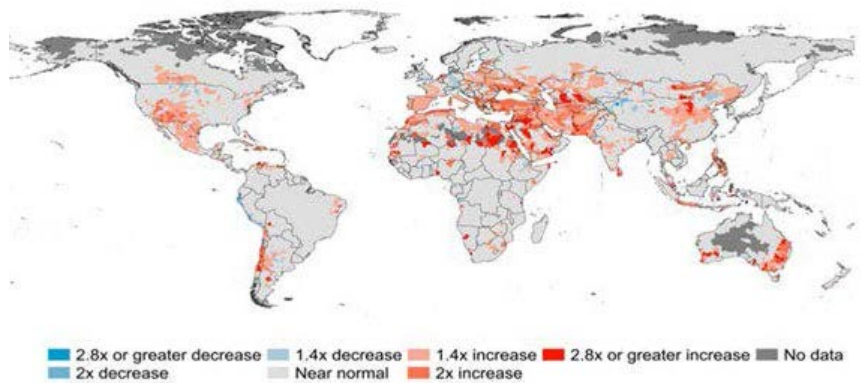 2.8x or greater decrease 1.4x decrease 1.4x increase 2.8x or greater increase No data
2x decrease Near normal 2x increase